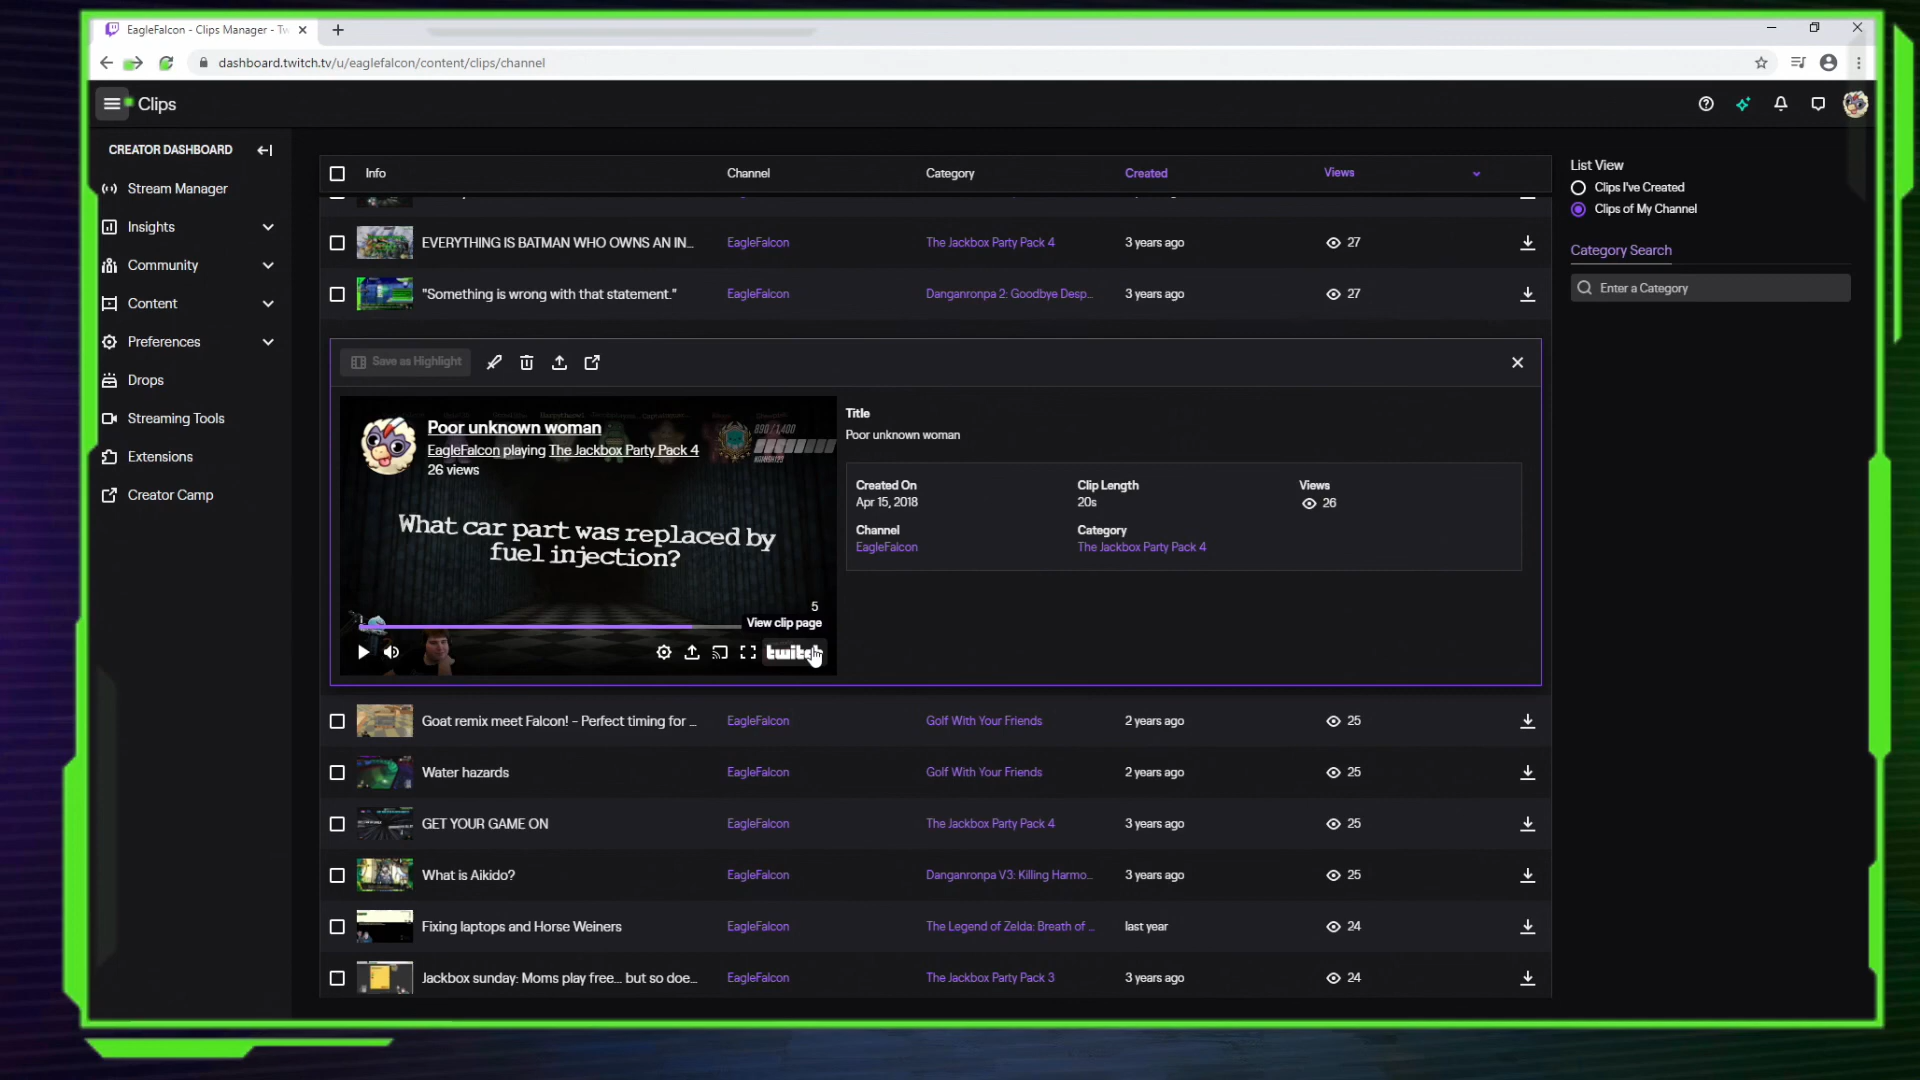 EagleFalcon - Clips Manager - Tw
dashboard.twitch.tv/u/eaglefalcon/content/clips/channel
Clips
CREATOR DASHBOARD
Stream Manager
Insights
Community
Content
Preferences
Drops
Streaming Tools
Extensions
Creator Camp
Info Channel Category Created Views
EVERYTHING IS BATMAN WHO OWNS AN IN... EagleFalcon The Jackbox Party Pack 4 3 years ago 27
"Something is wrong with that statement." EagleFalcon Danganronpa 2: Goodbye Desp... 3 years ago 27
Save as Highlight
Poor unknown woman
EagleFalcon playing The Jackbox Party Pack 4
26 views
890 / 1,400
What car part was replaced by
fuel injection?
5
View clip page
twitch
Title
Poor unknown woman
Created On Clip Length Views
Apr 15, 2018 20s 26
Channel Category
EagleFalcon The Jackbox Party Pack 4
Goat remix meet Falcon! - Perfect timing for ... EagleFalcon Golf With Your Friends 2 years ago 25
Water hazards EagleFalcon Golf With Your Friends 2 years ago 25
GET YOUR GAME ON EagleFalcon The Jackbox Party Pack 4 3 years ago 25
What is Aikido? EagleFalcon Danganronpa V3: Killing Harmo... 3 years ago 25
Fixing laptops and Horse Weiners EagleFalcon The Legend of Zelda: Breath of ... last year 24
Jackbox sunday: Moms play free... but so doe... EagleFalcon The Jackbox Party Pack 3 3 years ago 24
List View
Clips I've Created
Clips of My Channel
Category Search
Enter a Category